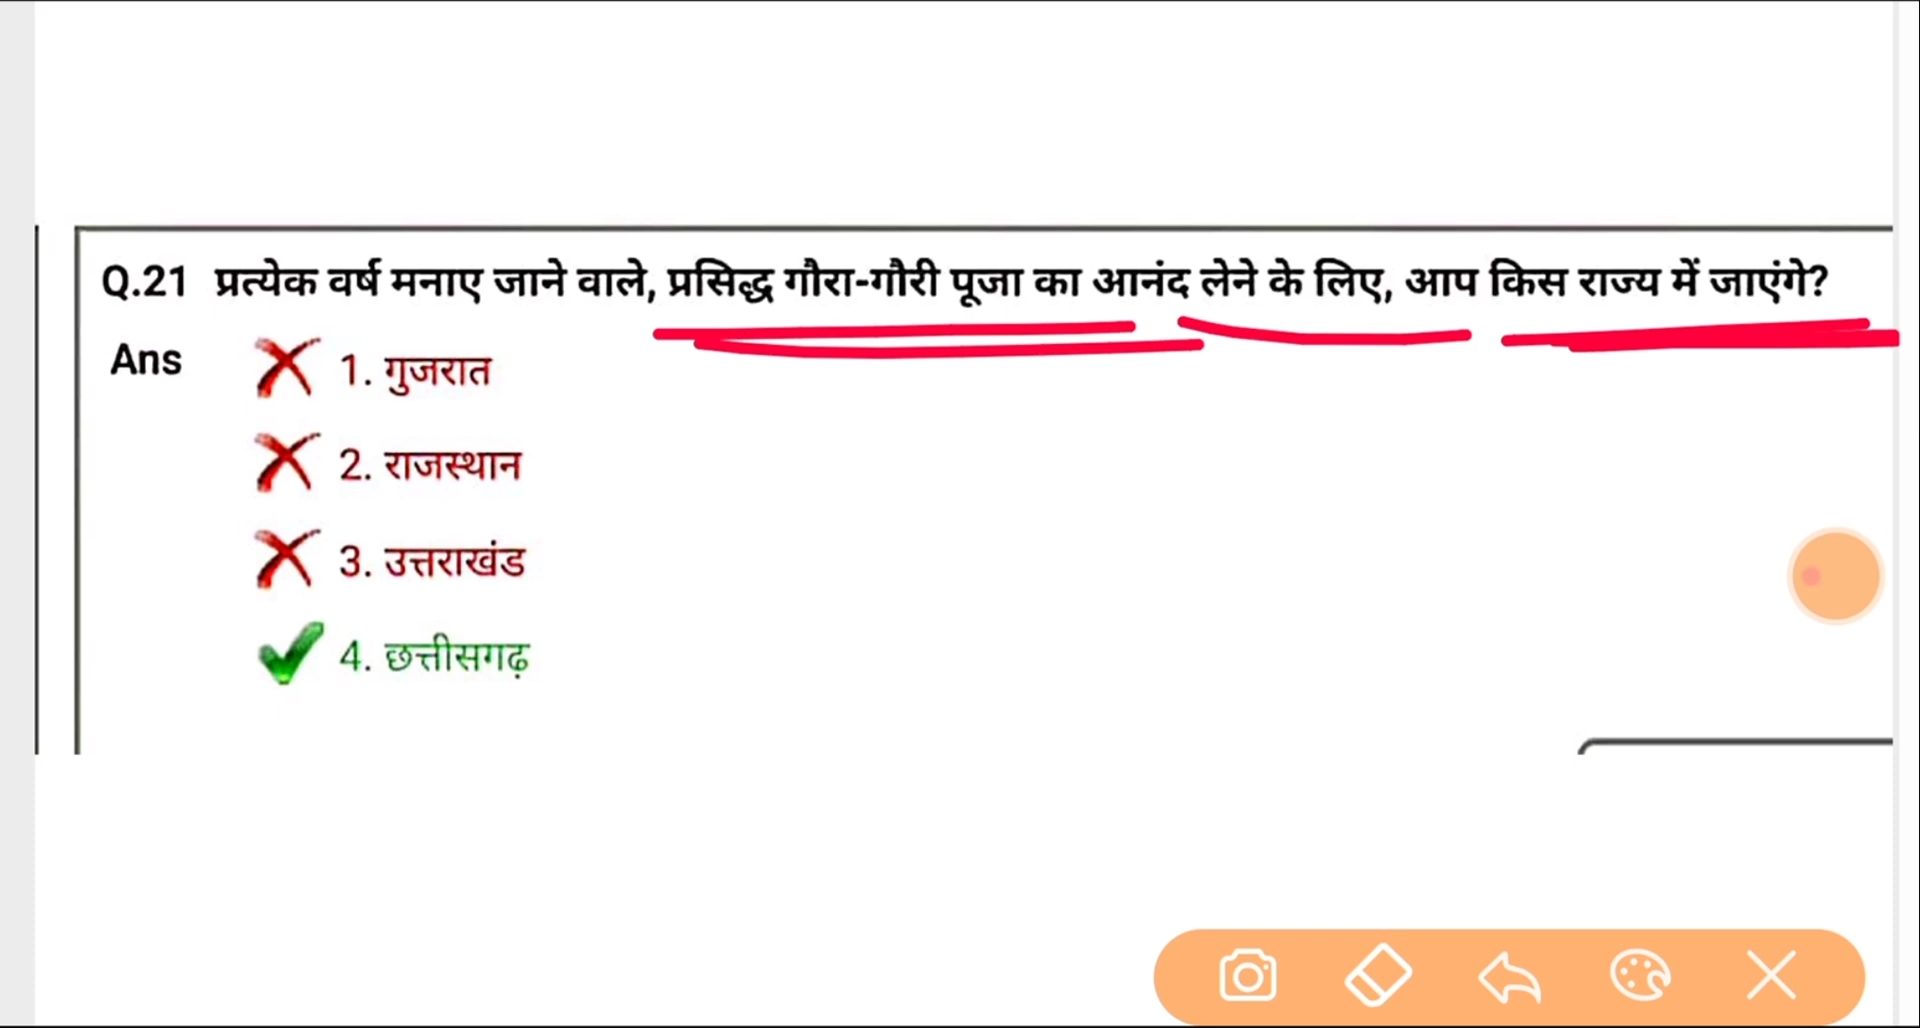 Q.21 प्रत्येक वर्ष मनाए जाने वाले, प्रसिद्ध गौरा-गौरी पूजा का आनंद लेने के लिए, आप किस राज्य में जाएंगे?
Ans 1. गुजरात
2. राजस्थान
3. उत्तराखंड
4. छत्तीसगढ़